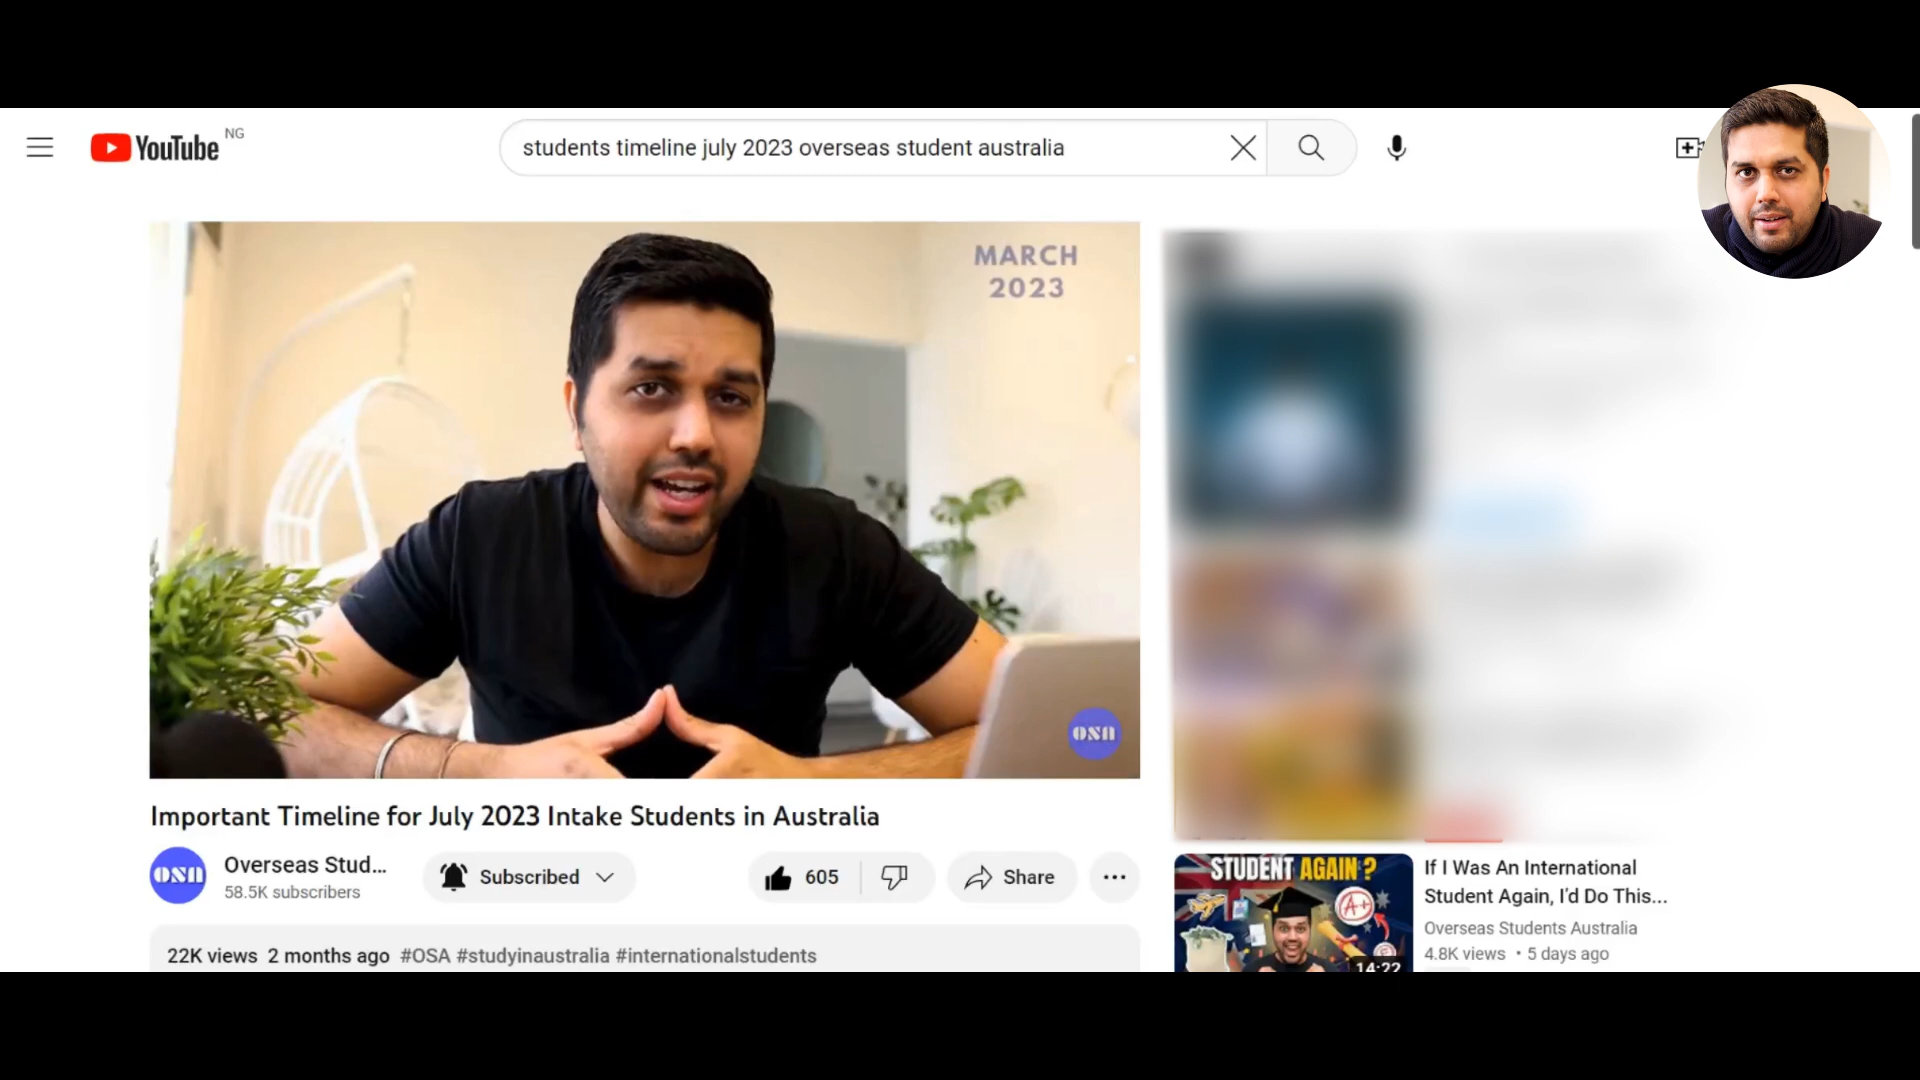 YouTube NG
students timeline july 2023 overseas student australia
MARCH
2023
OSA
Important Timeline for July 2023 Intake Students in Australia
OSA
Overseas Stud...
58.5K subscribers
Subscribed
605
Share
22K views 2 months ago #OSA #studyinaustralia #internationalstudents
STUDENT AGAIN?
A+
14:22
If I Was An International
Student Again, I'd Do This...
Overseas Students Australia
4.8K views • 5 days ago